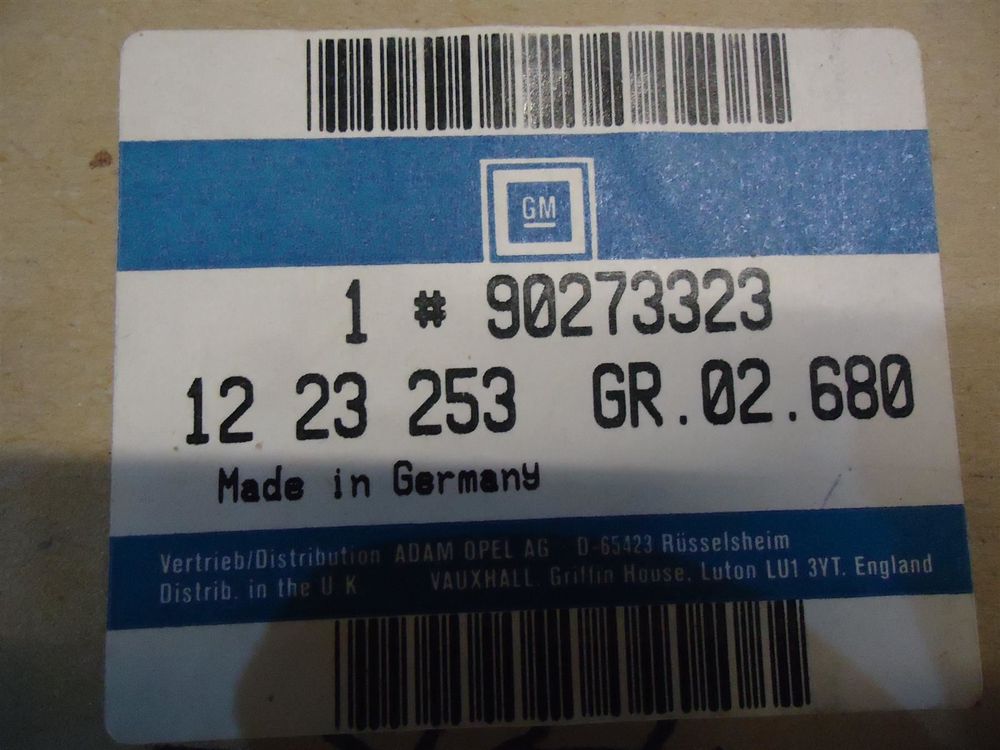 GM
1 # 90273323
12 23 253 GR.02.680
Made in Germany
Vertrieb/Distribution ADAM OPEL AG D-65423 Rüsselsheim
Distrib. in the U K VAUXHALL. Griffin House, Luton LU1 3YT. England